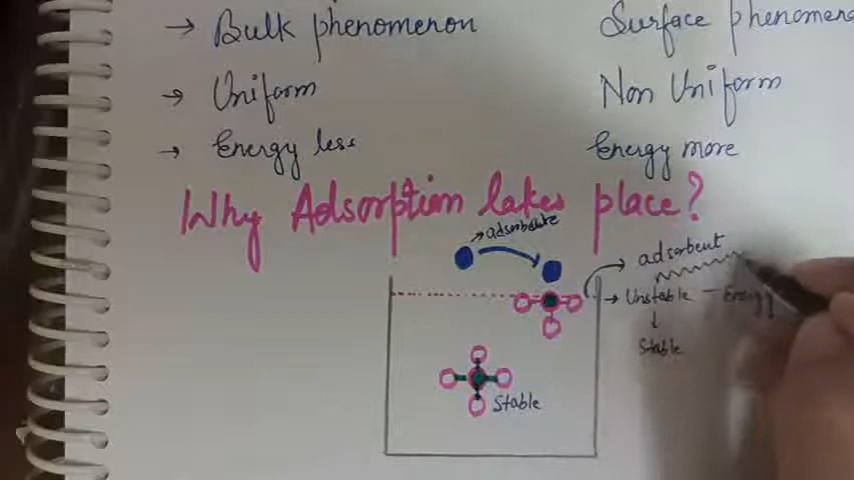 → Bulk phenomenon Surface phenomena
→ Uniform Non Uniform
→ Energy less Energy more
Why Adsorption takes place?
→ adsorbate
→ adsorbent
→ Unstable - Energy
↓
Stable
Stable